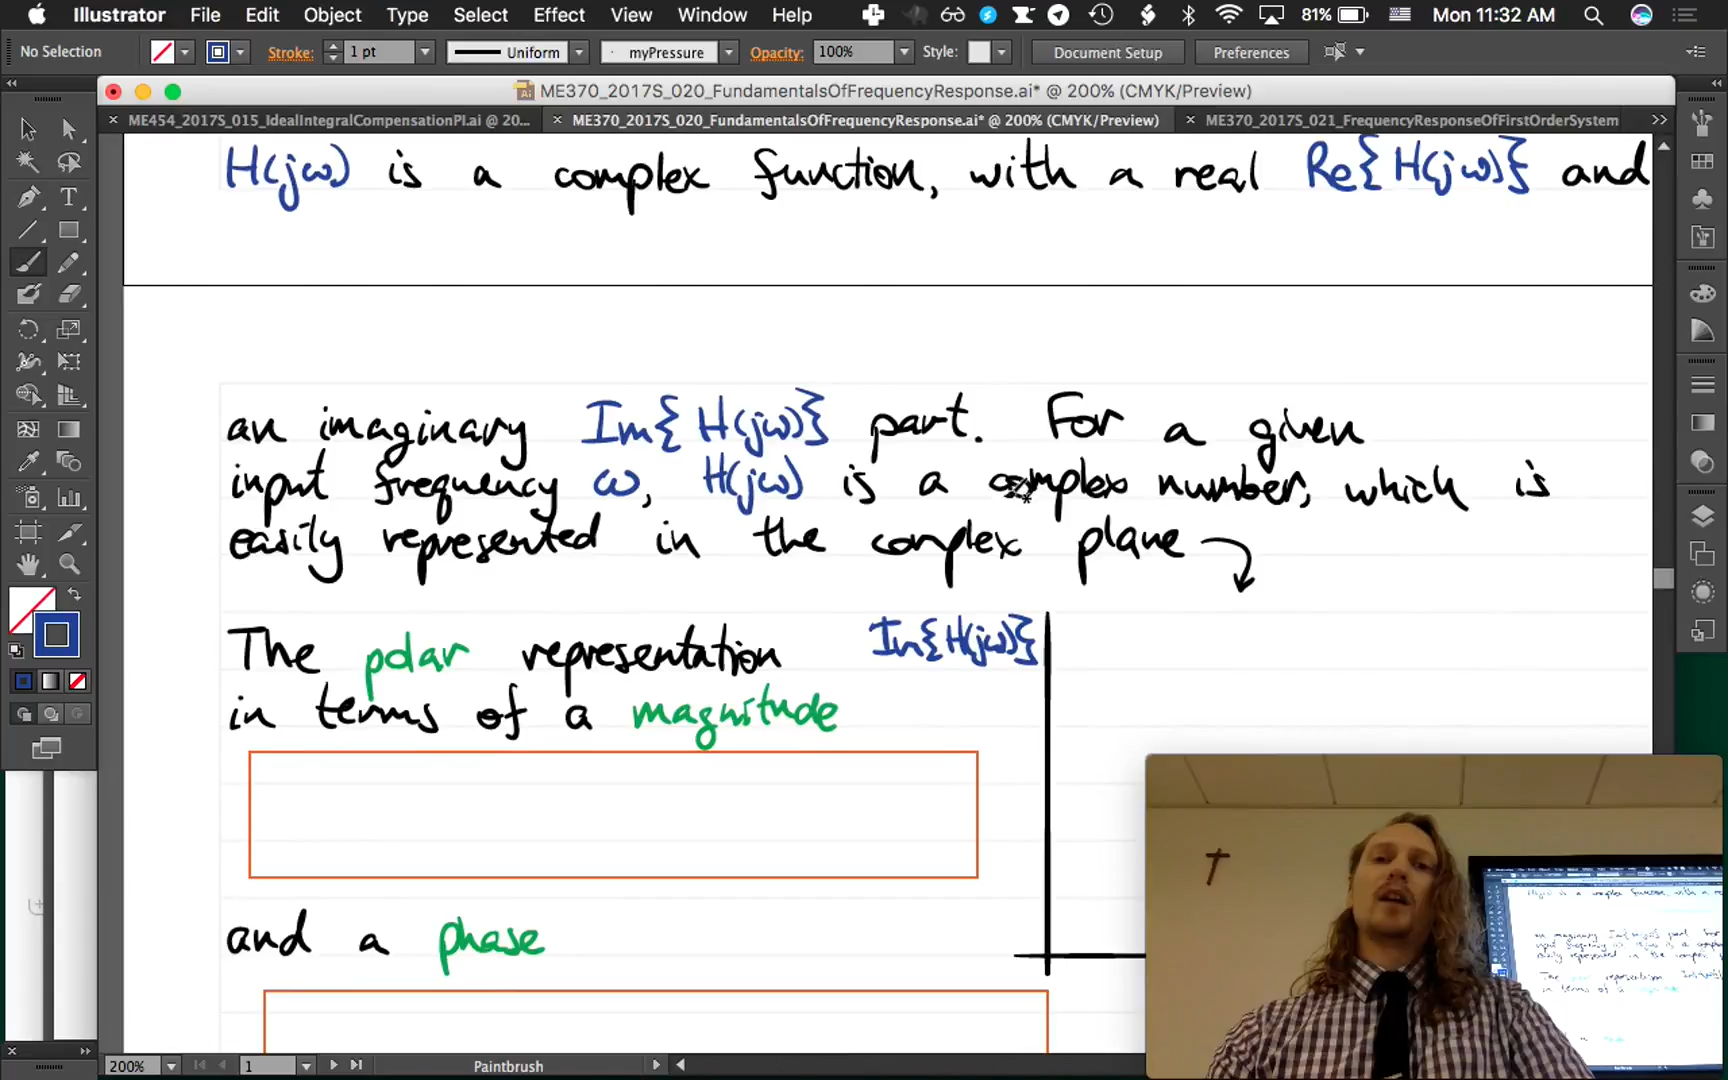 Illustrator File Edit Object Type Select Effect View Window Help 81% Mon 11:32 AM
No Selection Stroke: 1 pt Uniform myPressure Opacity: 100% Style: Document Setup Preferences
ME370_2017S_020_FundamentalsOfFrequencyResponse.ai* @ 200% (CMYK/Preview)
ME454_2017S_015_IdealIntegralCompensationPI.ai @ 20... ME370_2017S_020_FundamentalsOfFrequencyResponse.ai* @ 200% (CMYK/Preview) ME370_2017S_021_FrequencyResponseOfFirstOrderSystem
H(jω) is a complex function, with a real Re{H(jω)} and
an imaginary Im{H(jω)} part. For a given
input frequency ω, H(jω) is a complex number, which is
easily represented in the complex plane
The polar representation Im{H(jω)}
in terms of a magnitude
and a phase
200% 1 Paintbrush